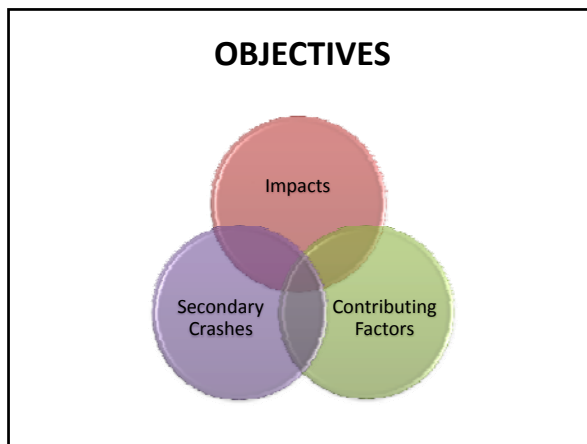 OBJECTIVES
Impacts
Secondary
Crashes
Contributing
Factors